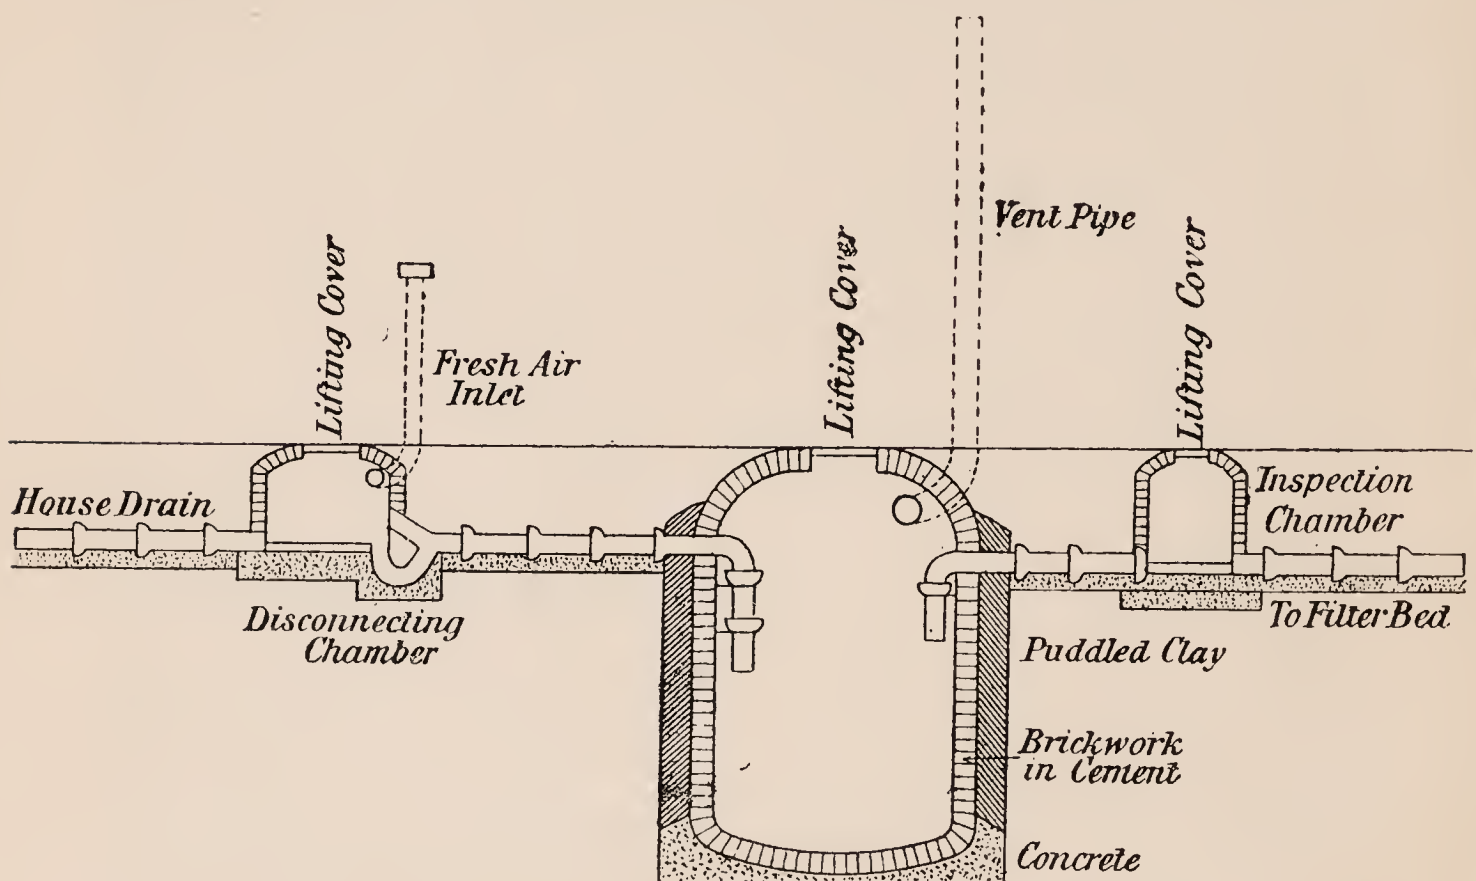 Vent Pipe
Lifting Cover
Lifting Cover
Lifting Cover
Fresh Air
Inlet
House Drain
Inspection
Chamber
Disconnecting
Chamber
To Filter Bed
Puddled Clay
Brickwork
in Cement
Concrete